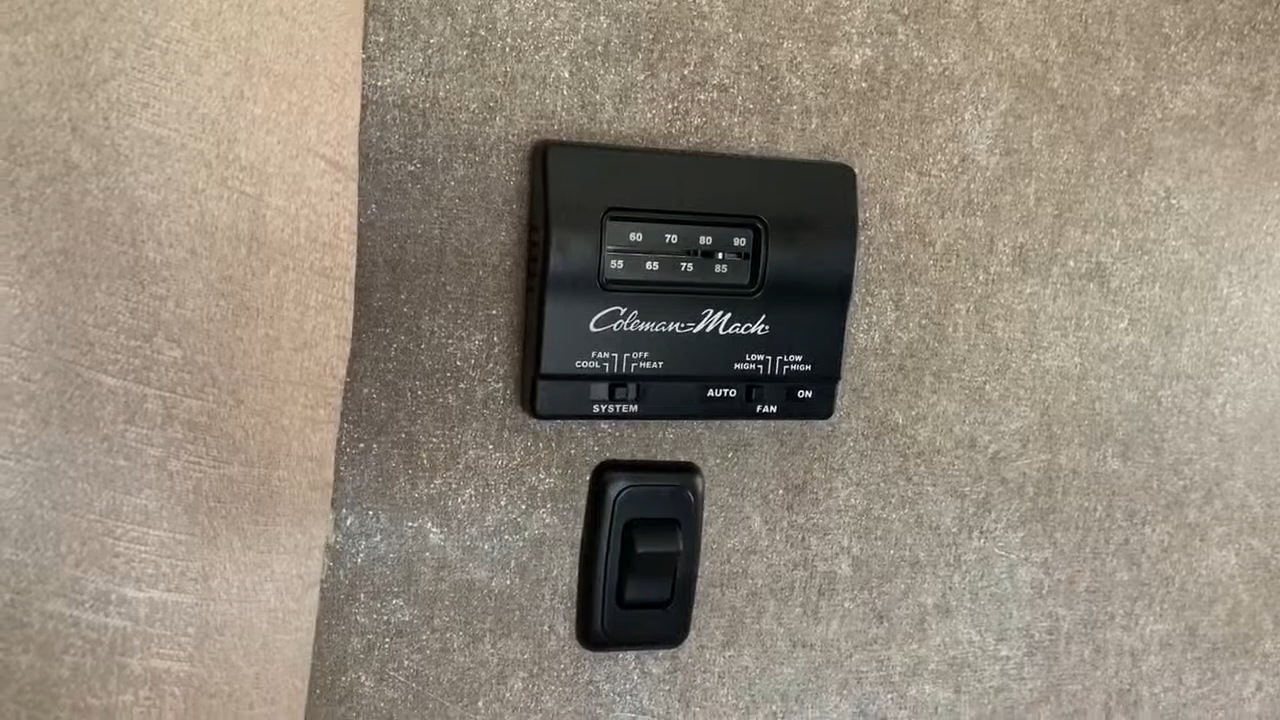 60 70 80 90
55 65 75 85
Coleman-Mach
FAN OFF LOW LOW
COOL HEAT HIGH HIGH
AUTO ON
SYSTEM FAN